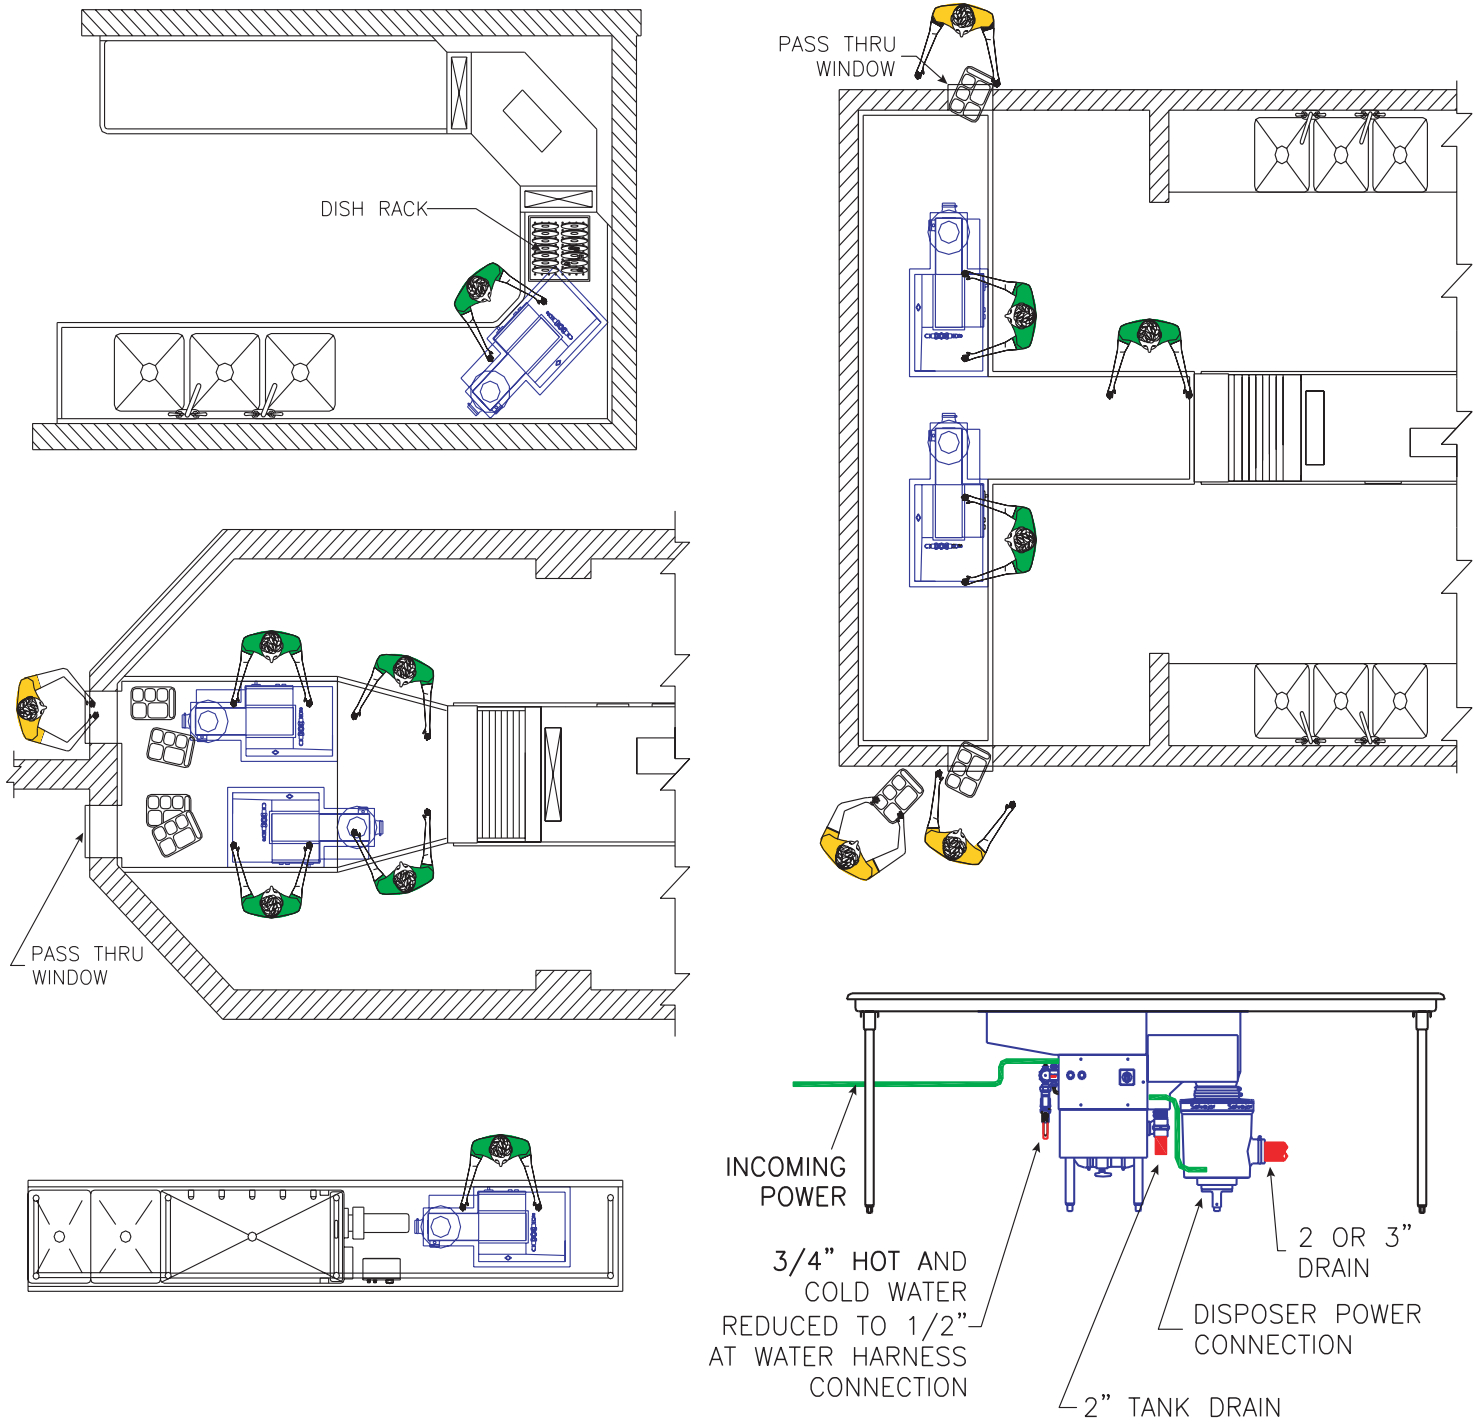 PASS THRU
WINDOW
DISH RACK
PASS THRU
WINDOW
INCOMING
POWER
3/4” HOT AND
COLD WATER
REDUCED TO 1/2”
AT WATER HARNESS
CONNECTION
2 OR 3”
DRAIN
DISPOSER POWER
CONNECTION
2” TANK DRAIN